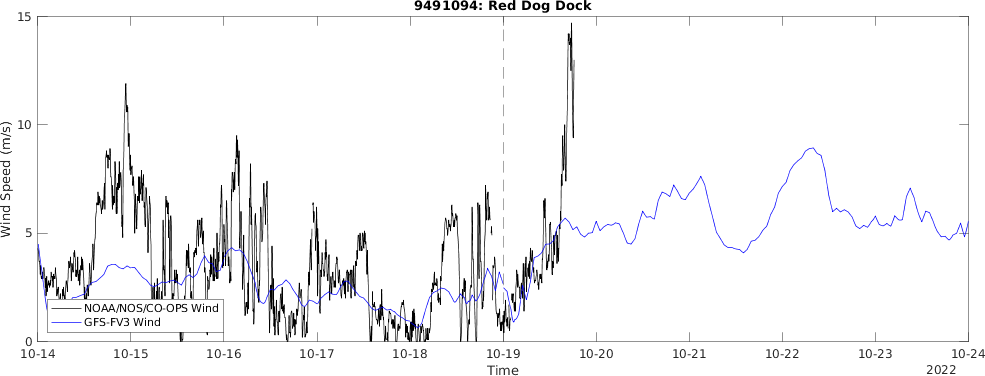 9491094: Red Dog Dock
Wind Speed (m/s)
15
10
5
0
NOAA/NOS/CO-OPS Wind
GFS-FV3 Wind
10-14 10-15 10-16 10-17 10-18 10-19 10-20 10-21 10-22 10-23 10-24
Time
2022